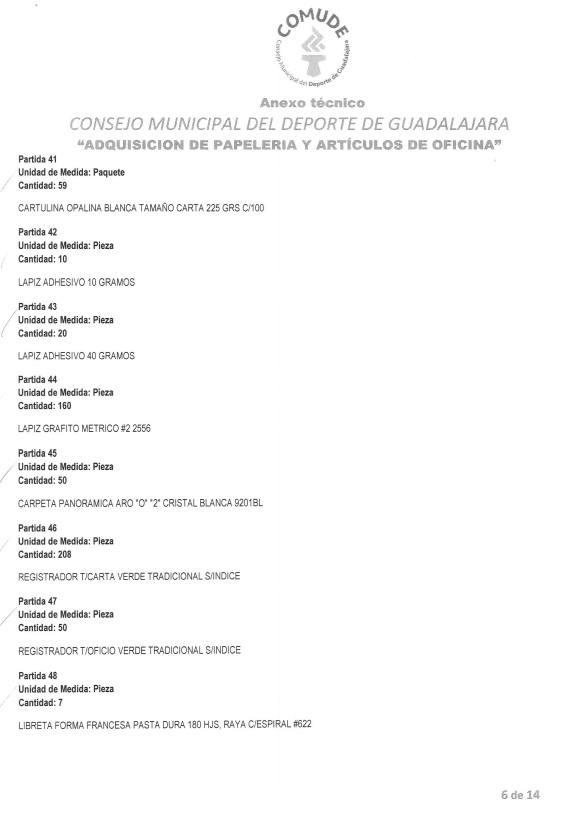 COMUDE
Consejo Municipal del Deporte de Guadalajara
Anexo técnico
CONSEJO MUNICIPAL DEL DEPORTE DE GUADALAJARA
“ADQUISICION DE PAPELERIA Y ARTÍCULOS DE OFICINA”
Partida 41
Unidad de Medida: Paquete
Cantidad: 59
CARTULINA OPALINA BLANCA TAMAÑO CARTA 225 GRS C/100
Partida 42
Unidad de Medida: Pieza
Cantidad: 10
LAPIZ ADHESIVO 10 GRAMOS
Partida 43
Unidad de Medida: Pieza
Cantidad: 20
LAPIZ ADHESIVO 40 GRAMOS
Partida 44
Unidad de Medida: Pieza
Cantidad: 160
LAPIZ GRAFITO METRICO #2 2556
Partida 45
Unidad de Medida: Pieza
Cantidad: 50
CARPETA PANORAMICA ARO "O" "2" CRISTAL BLANCA 9201BL
Partida 46
Unidad de Medida: Pieza
Cantidad: 208
REGISTRADOR T/CARTA VERDE TRADICIONAL S/INDICE
Partida 47
Unidad de Medida: Pieza
Cantidad: 50
REGISTRADOR T/OFICIO VERDE TRADICIONAL S/INDICE
Partida 48
Unidad de Medida: Pieza
Cantidad: 7
LIBRETA FORMA FRANCESA PASTA DURA 180 HJS, RAYA C/ESPIRAL #622
6 de 14